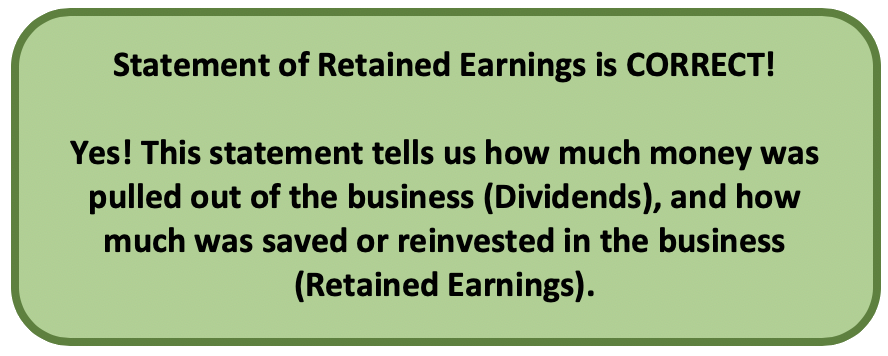 Statement of Retained Earnings is CORRECT!
Yes! This statement tells us how much money was
pulled out of the business (Dividends), and how
much was saved or reinvested in the business
(Retained Earnings).